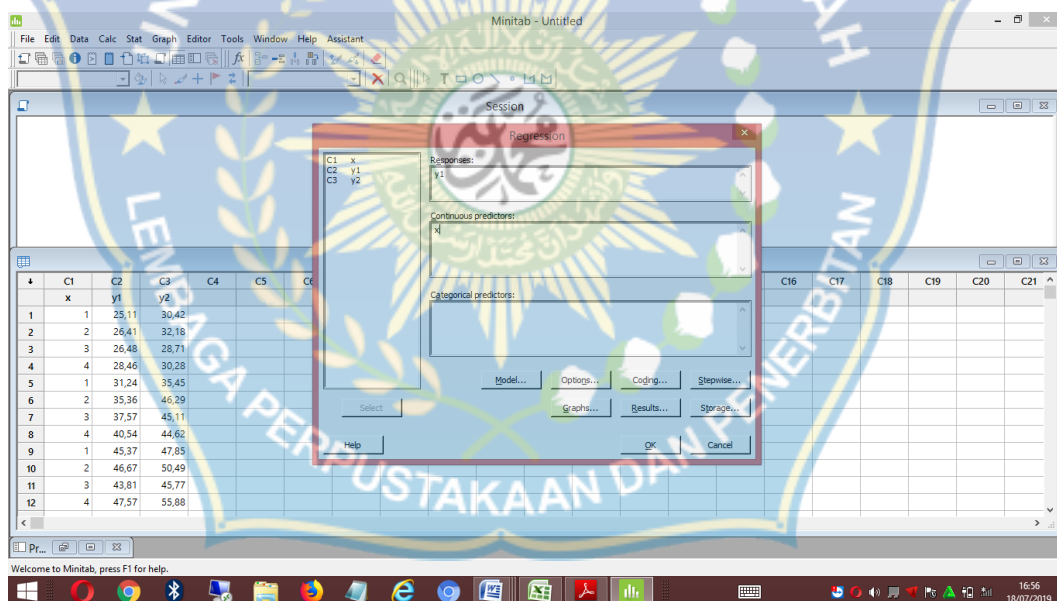 Minitab - Untitled
File Edit Data Calc Stat Graph Editor Tools Window Help Assistant
Session
Regression
C1 x
C2 y1
C3 y2
Responses:
y1
Continuous predictors:
x
Categorical predictors:
Model... Options... Coding... Stepwise...
Select Graphs... Results... Storage...
Help OK Cancel
C1 C2 C3 C4 C5 C6 C16 C17 C18 C19 C20 C21
x y1 y2
1 1 25,11 30,42
2 2 26,41 32,18
3 3 26,48 28,71
4 4 28,46 30,28
5 1 31,24 35,45
6 2 35,36 46,29
7 3 37,57 45,11
8 4 40,54 44,62
9 1 45,37 47,85
10 2 46,67 50,49
11 3 43,81 45,77
12 4 47,57 55,88
Pr...
Welcome to Minitab, press F1 for help.
16:56
18/07/2019
LEMBAGA PERPUSTAKAAN DAN PENERBITAN